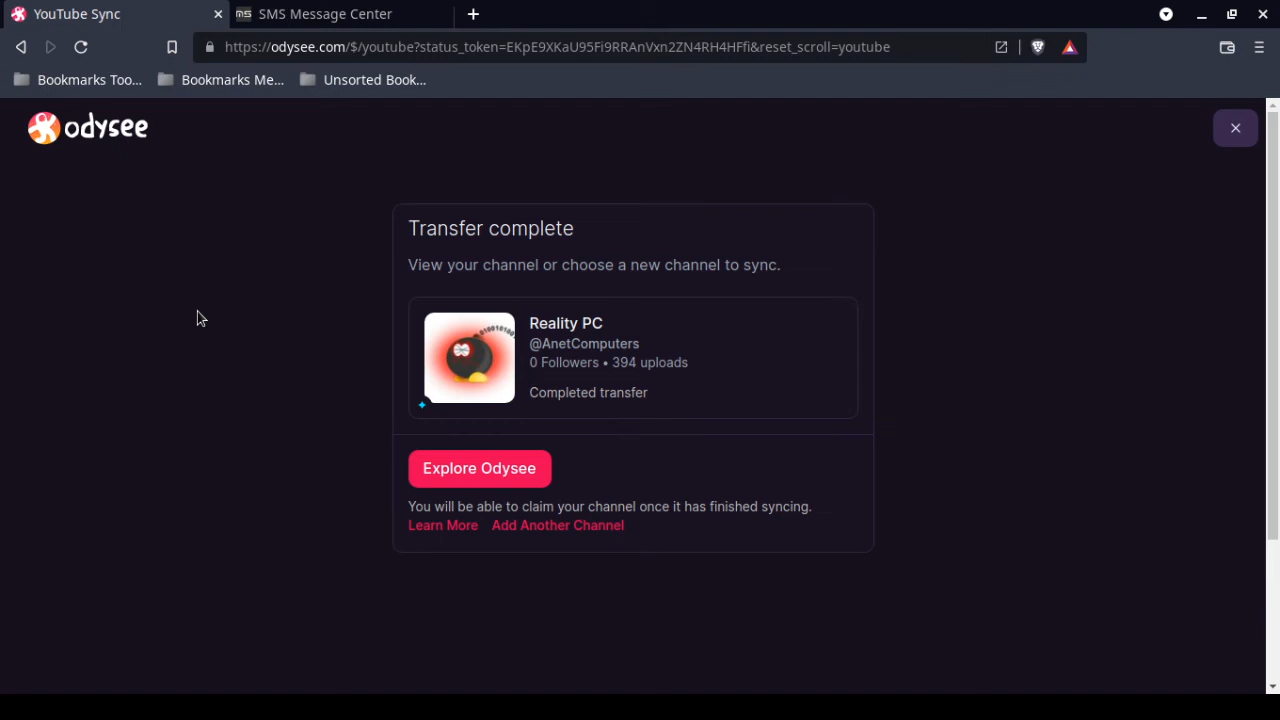 YouTube Sync
SMS Message Center
https://odysee.com/$/youtube?status_token=EKpE9XKaU95Fi9RRAnVxn2ZN4RH4HFfi&reset_scroll=youtube
Bookmarks Too...
Bookmarks Me...
Unsorted Book...
odysee
Transfer complete
View your channel or choose a new channel to sync.
Reality PC
@AnetComputers
0 Followers • 394 uploads
Completed transfer
Explore Odysee
You will be able to claim your channel once it has finished syncing.
Learn More Add Another Channel